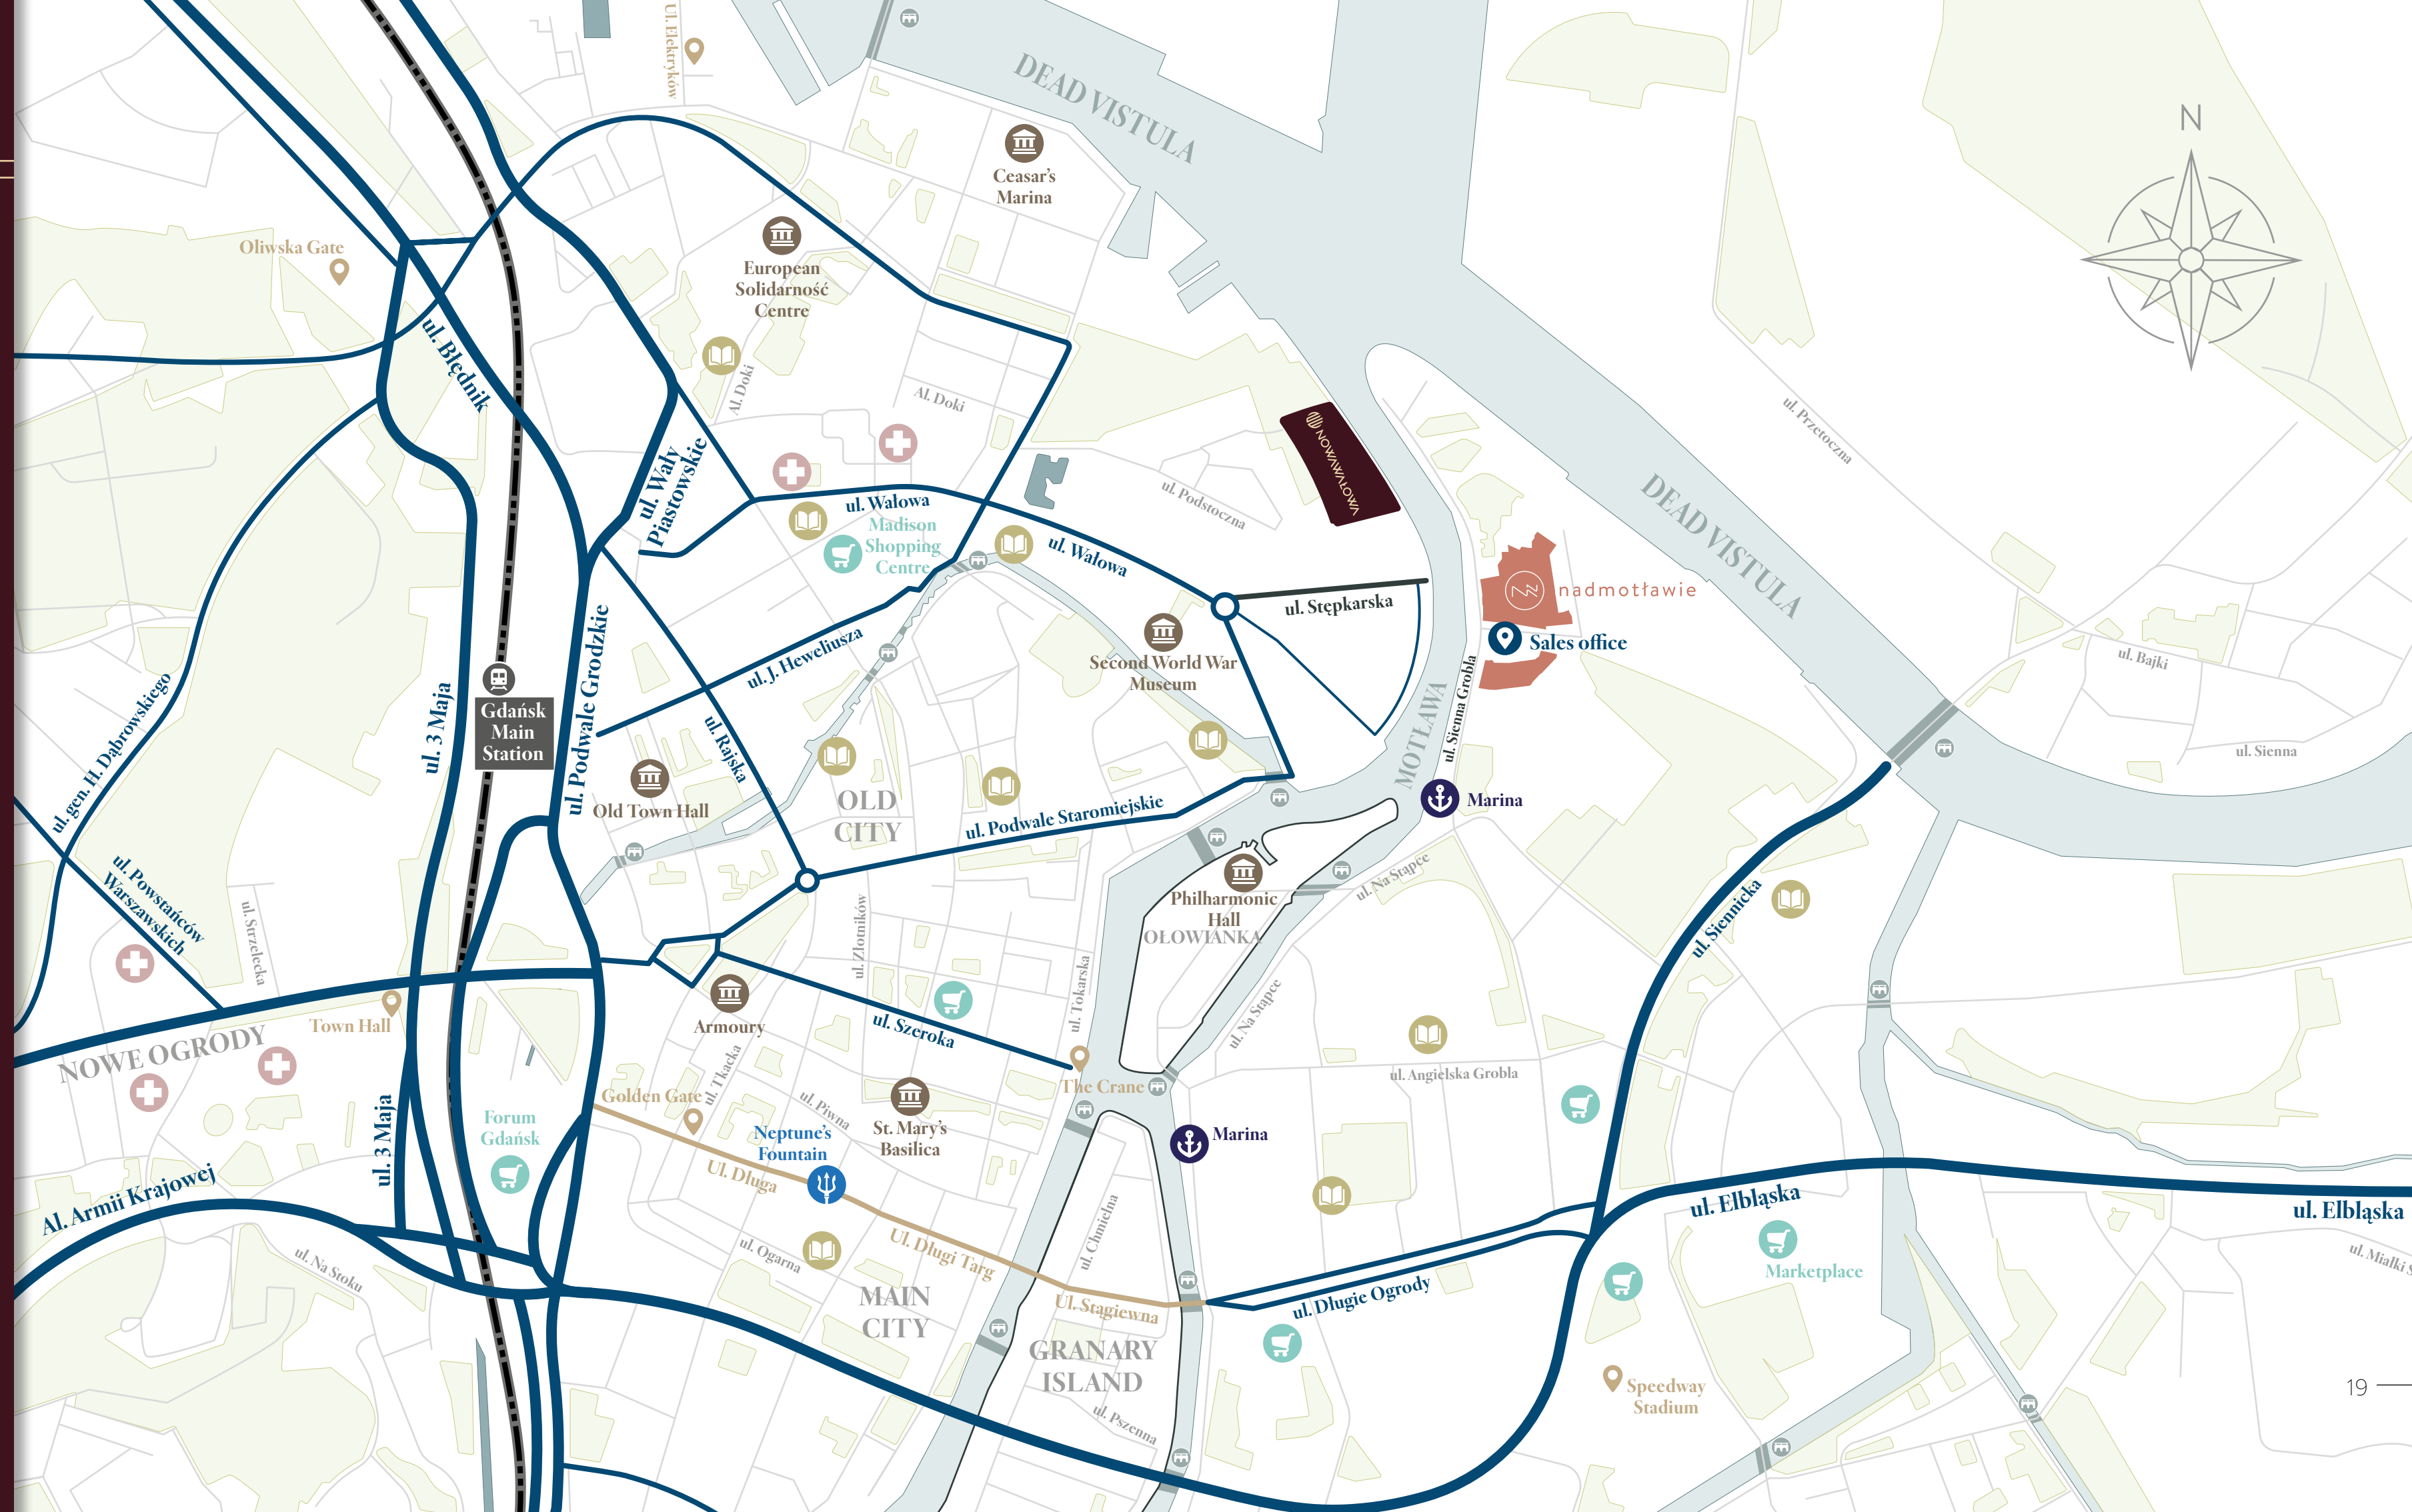 Ul. Elektryków
DEAD VISTULA
N
Ceasar's
Marina
Oliwska Gate
European
Solidarność
Centre
ul. Błędnik
Al. Doki
Al. Doki
NOWAWAŁOWA
ul. Przetoczna
ul. Wały
Piastowskie
ul. Wałowa
Madison
Shopping
Centre
ul. Wałowa
ul. Podstoczna
DEAD VISTULA
nadmotławie
ul. Stępkarska
Sales office
Second World War
Museum
ul. J. Heweliusza
ul. Podwale Grodzkie
ul. Sienna Grobla
MOTŁAWA
ul. Bajki
ul. Sienna
ul. gen. H. Dąbrowskiego
ul. 3 Maja
Gdańsk
Main
Station
ul. Rajska
Old Town Hall
OLD
CITY
ul. Podwale Staromiejskie
Marina
ul. Powstańców
Warszawskich
ul. Strzelecka
ul. Złotników
Philharmonic
Hall
OŁOWIANKA
ul. Na Stąpce
ul. Siennicka
Town Hall
NOWE OGRODY
Armoury
ul. Szeroka
ul. Tokarska
ul. Na Stąpce
The Crane
ul. Angielska Grobla
ul. Tkacka
Golden Gate
ul. Piwna
St. Mary's
Basilica
Neptune's
Fountain
Forum
Gdańsk
ul. 3 Maja
Marina
Ul. Długa
Al. Armii Krajowej
ul. Na Stoku
ul. Ogarna
Ul. Długi Targ
ul. Chmielna
Ul. Stągiewna
ul. Długie Ogrody
ul. Elbląska
ul. Elbląska
Marketplace
ul. Miałki S
MAIN
CITY
GRANARY
ISLAND
ul. Pszenna
Speedway
Stadium
19